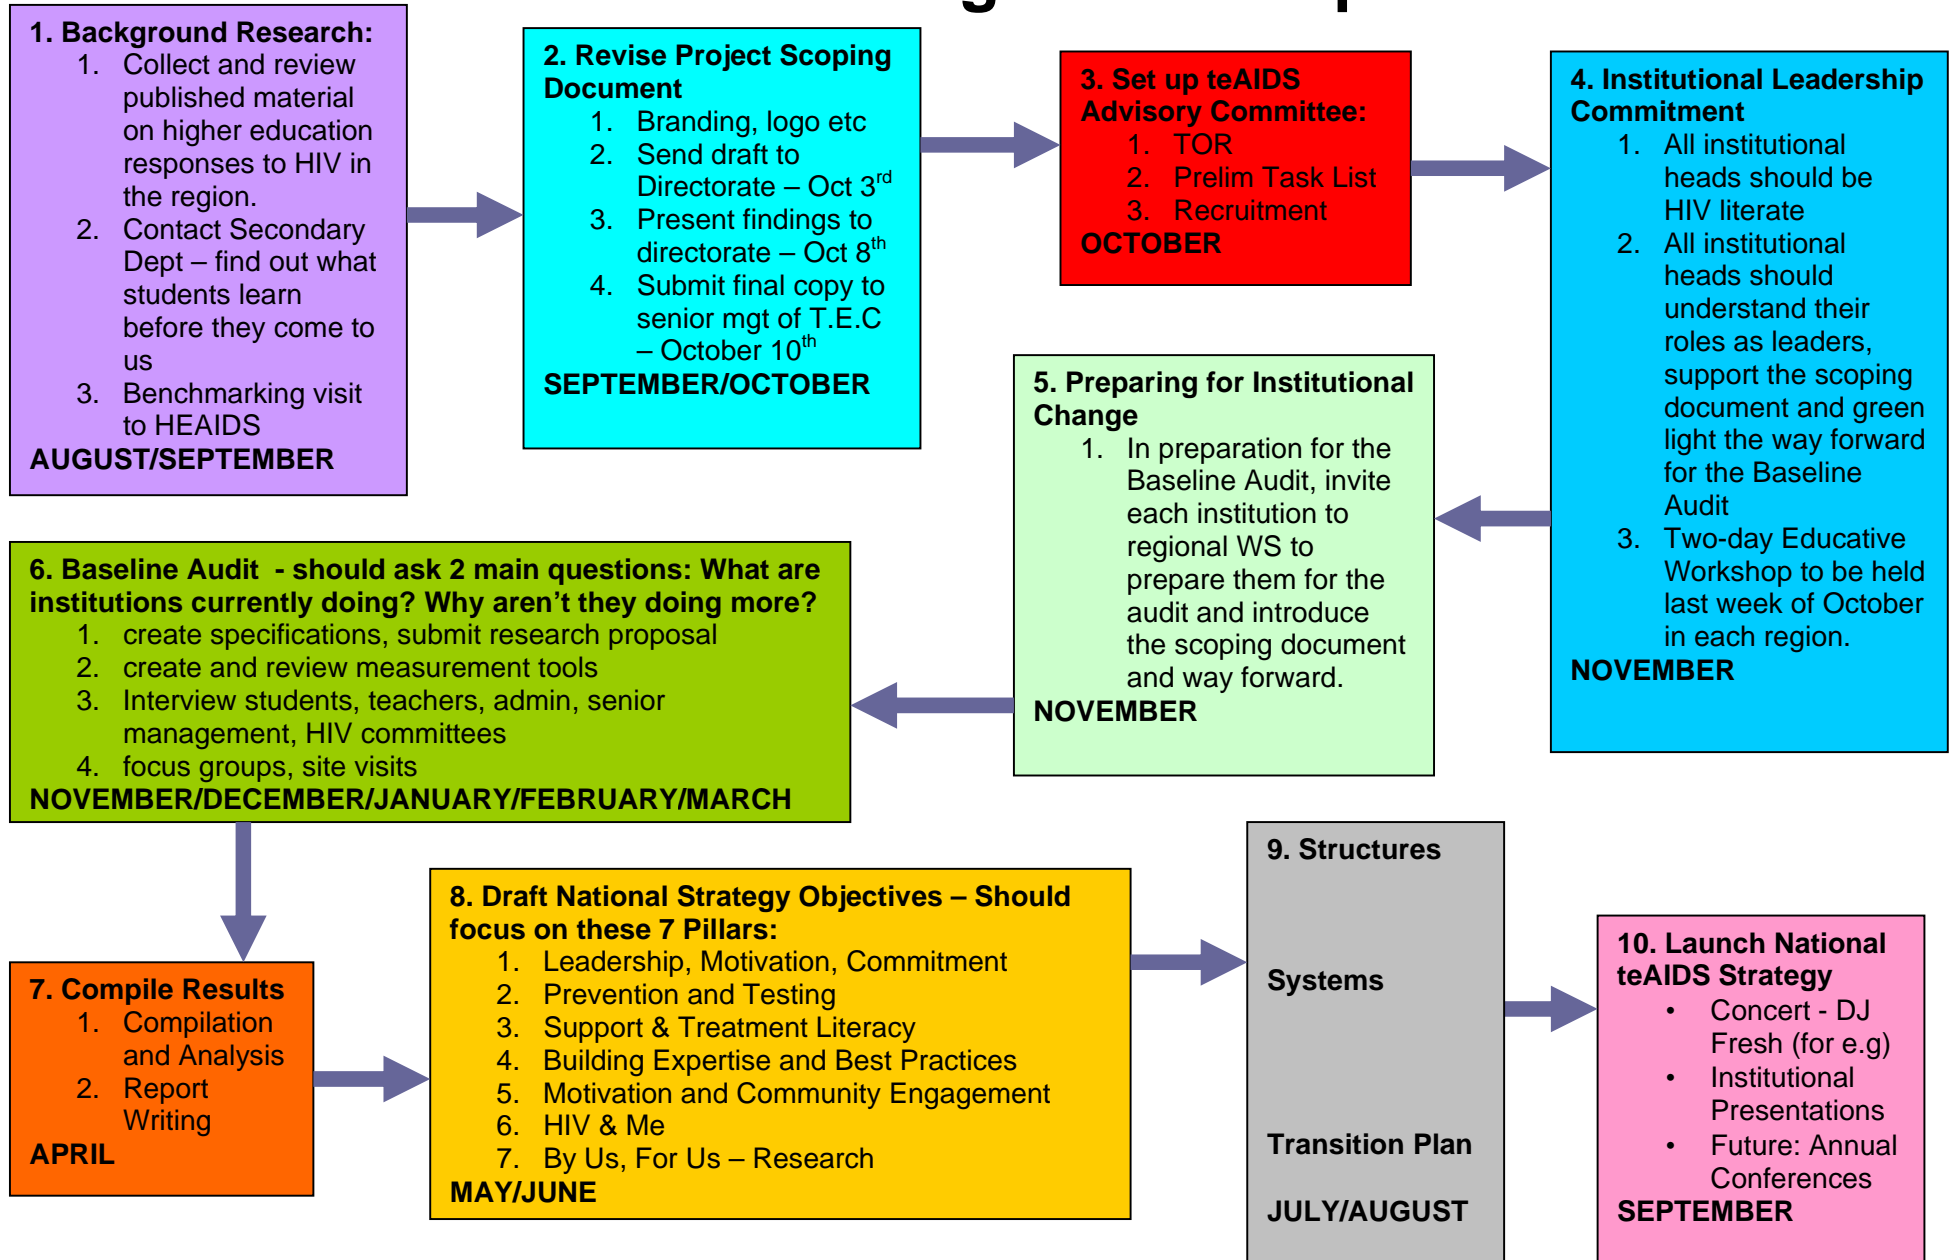 1. Background Research:
1. Collect and review
published material
on higher education
responses to HIV in
the region.
2. Contact Secondary
Dept – find out what
students learn
before they come to
us
3. Benchmarking visit
to HEAIDS
AUGUST/SEPTEMBER
2. Revise Project Scoping
Document
1. Branding, logo etc
2. Send draft to
Directorate – Oct 3rd
3. Present findings to
directorate – Oct 8th
4. Submit final copy to
senior mgt of T.E.C
– October 10th
SEPTEMBER/OCTOBER
3. Set up teAIDS
Advisory Committee:
1. TOR
2. Prelim Task List
3. Recruitment
OCTOBER
4. Institutional Leadership
Commitment
1. All institutional
heads should be
HIV literate
2. All institutional
heads should
understand their
roles as leaders,
support the scoping
document and green
light the way forward
for the Baseline
Audit
3. Two-day Educative
Workshop to be held
last week of October
in each region.
NOVEMBER
5. Preparing for Institutional
Change
1. In preparation for the
Baseline Audit, invite
each institution to
regional WS to
prepare them for the
audit and introduce
the scoping document
and way forward.
NOVEMBER
6. Baseline Audit - should ask 2 main questions: What are
institutions currently doing? Why aren't they doing more?
1. create specifications, submit research proposal
2. create and review measurement tools
3. Interview students, teachers, admin, senior
management, HIV committees
4. focus groups, site visits
NOVEMBER/DECEMBER/JANUARY/FEBRUARY/MARCH
7. Compile Results
1. Compilation
and Analysis
2. Report
Writing
APRIL
8. Draft National Strategy Objectives – Should
focus on these 7 Pillars:
1. Leadership, Motivation, Commitment
2. Prevention and Testing
3. Support & Treatment Literacy
4. Building Expertise and Best Practices
5. Motivation and Community Engagement
6. HIV & Me
7. By Us, For Us – Research
MAY/JUNE
9. Structures
Systems
Transition Plan
JULY/AUGUST
10. Launch National
teAIDS Strategy
• Concert - DJ
Fresh (for e.g)
• Institutional
Presentations
• Future: Annual
Conferences
SEPTEMBER